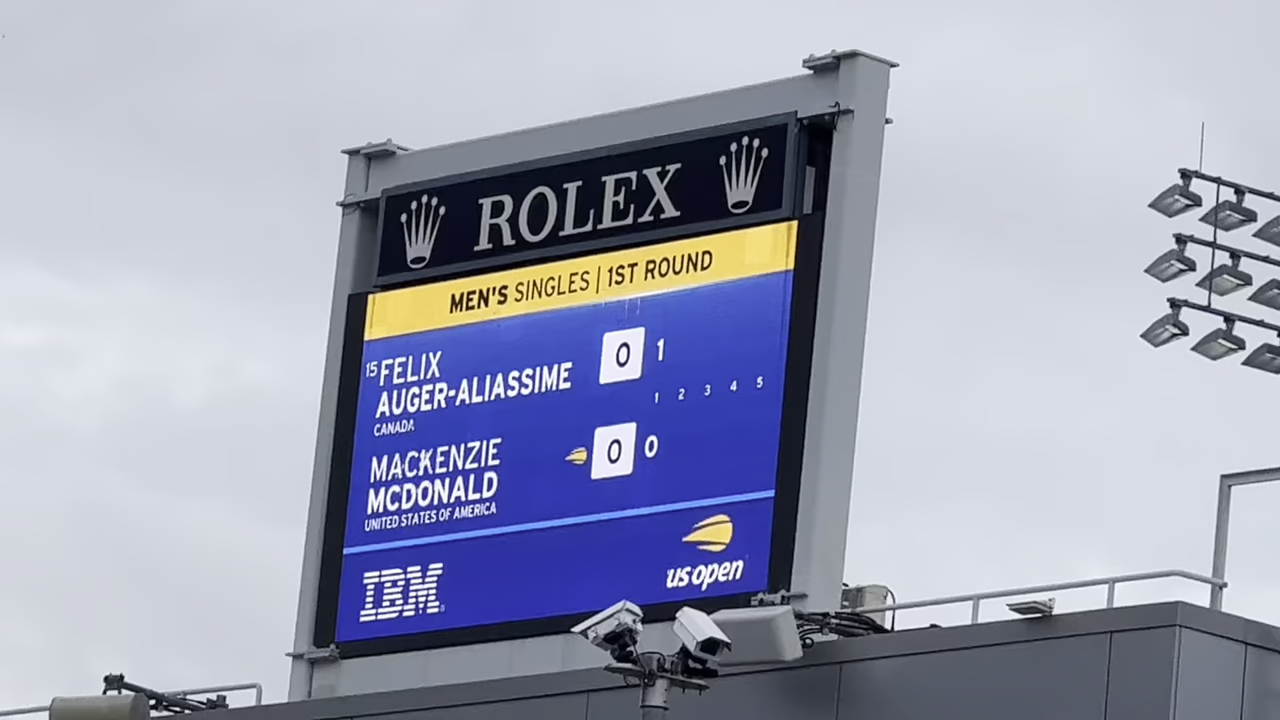 ROLEX
MEN'S SINGLES | 1ST ROUND
15 FELIX
AUGER-ALIASSIME 0 1
CANADA
1 2 3 4 5
MACKENZIE
MCDONALD 0 0
UNITED STATES OF AMERICA
IBM
us open